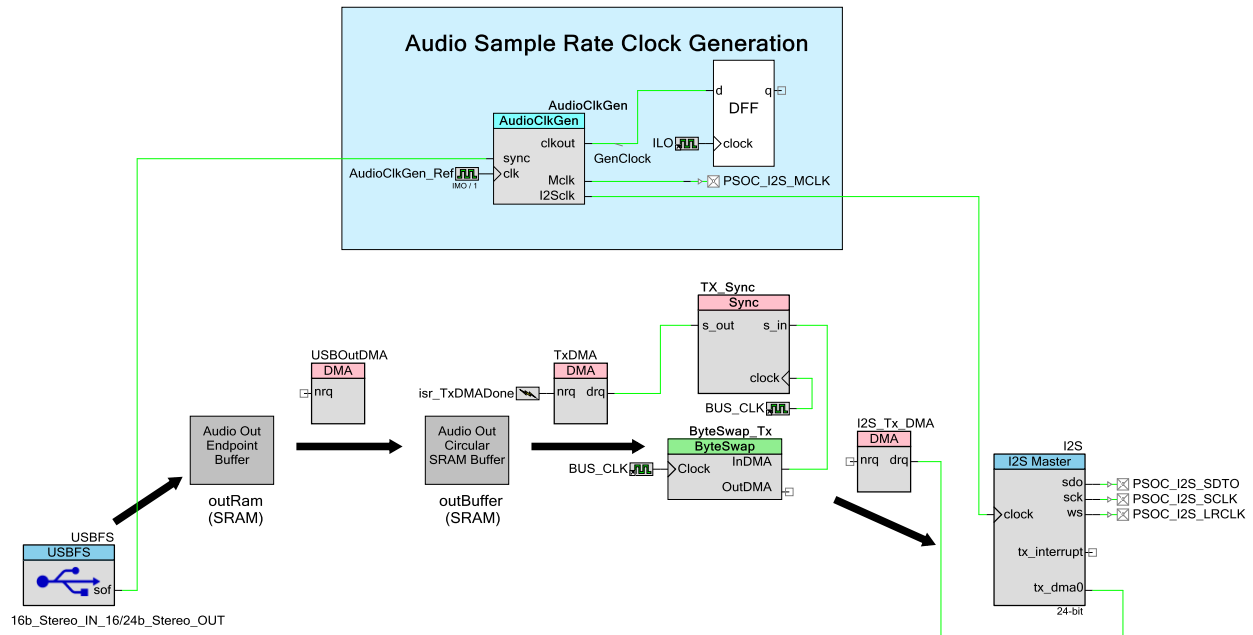 Audio Sample Rate Clock Generation
AudioClkGen
AudioClkGen
clkout
sync
clk
Mclk
I2Sclk
AudioClkGen_Ref
IMO / 1
GenClock
d
q
DFF
clock
ILO
PSOC_I2S_MCLK
TX_Sync
Sync
s_out
s_in
clock
BUS_CLK
USBOutDMA
DMA
nrq
TxDMA
DMA
isr_TxDMADone
nrq
drq
Audio Out
Endpoint
Buffer
outRam
(SRAM)
Audio Out
Circular
SRAM Buffer
outBuffer
(SRAM)
ByteSwap_Tx
ByteSwap
BUS_CLK
Clock
InDMA
OutDMA
I2S_Tx_DMA
DMA
nrq
drq
I2S
I2S Master
sdo
sck
ws
clock
tx_interrupt
tx_dma0
24-bit
PSOC_I2S_SDTO
PSOC_I2S_SCLK
PSOC_I2S_LRCLK
USBFS
USBFS
sof
16b_Stereo_IN_16/24b_Stereo_OUT